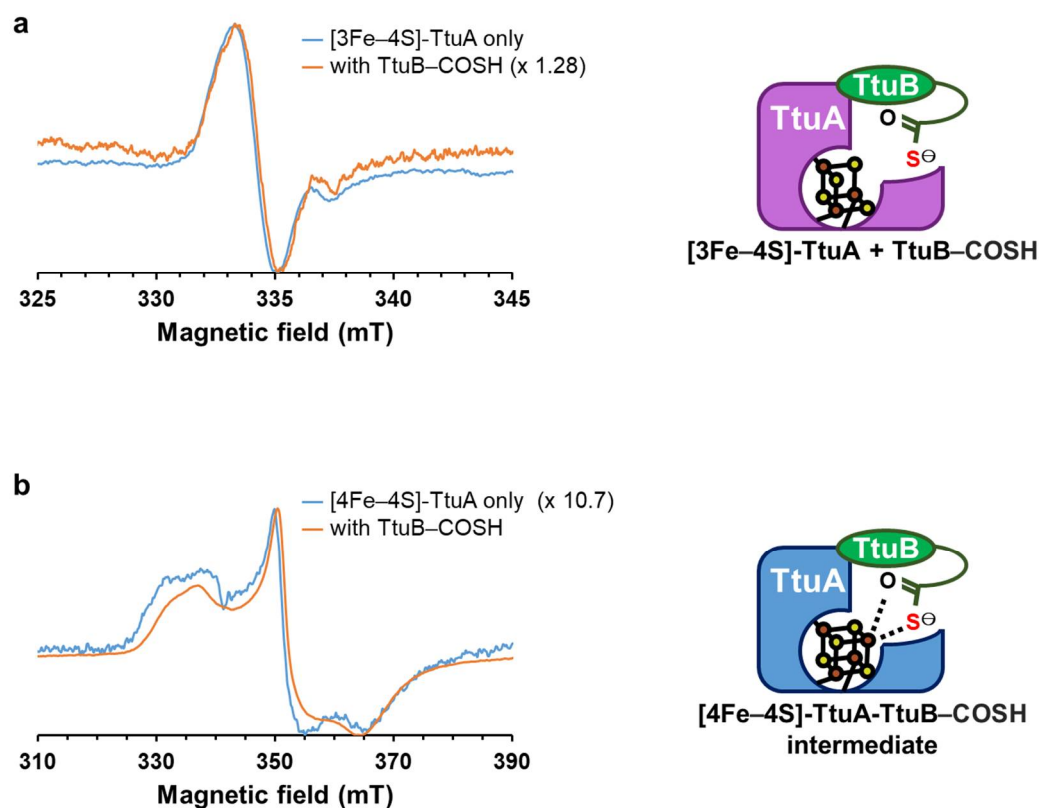 a
[3Fe–4S]-TtuA only
with TtuB–COSH (x 1.28)
325 330 335 340 345
Magnetic field (mT)
TtuB
TtuA
O
S⊖
[3Fe–4S]-TtuA + TtuB–COSH
b
[4Fe–4S]-TtuA only (x 10.7)
with TtuB–COSH
310 330 350 370 390
Magnetic field (mT)
TtuB
TtuA
O
S⊖
[4Fe–4S]-TtuA-TtuB–COSH
intermediate